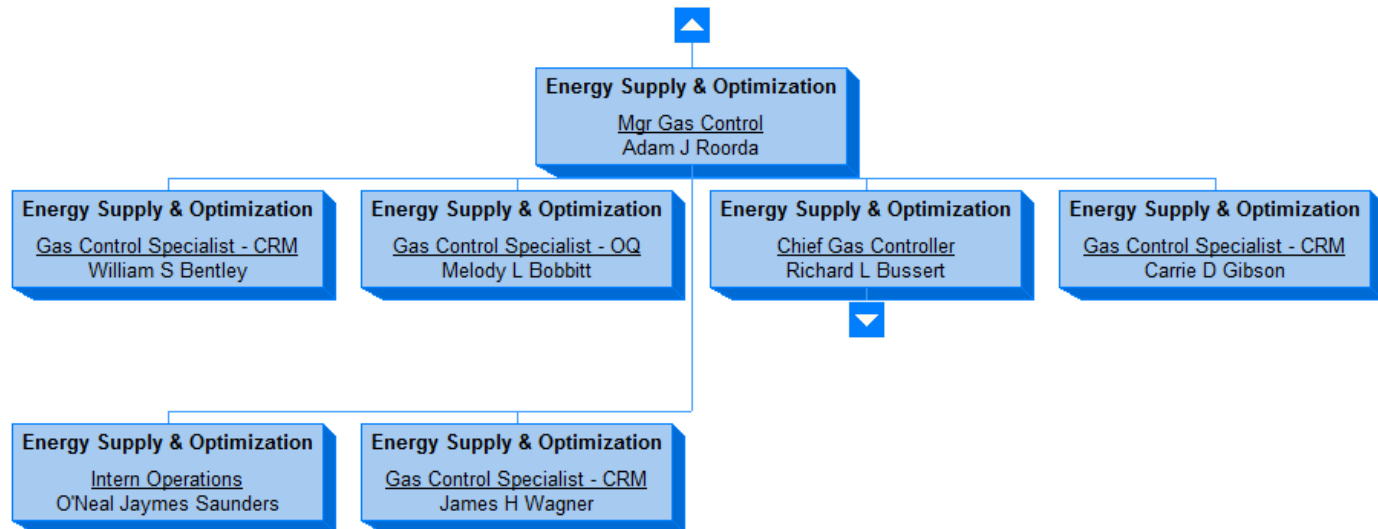 Energy Supply & Optimization
Mgr Gas Control
Adam J Roorda
Energy Supply & Optimization
Gas Control Specialist - CRM
William S Bentley
Energy Supply & Optimization
Gas Control Specialist - OQ
Melody L Bobbitt
Energy Supply & Optimization
Chief Gas Controller
Richard L Bussert
Energy Supply & Optimization
Gas Control Specialist - CRM
Carrie D Gibson
Energy Supply & Optimization
Intern Operations
O'Neal Jaymes Saunders
Energy Supply & Optimization
Gas Control Specialist - CRM
James H Wagner